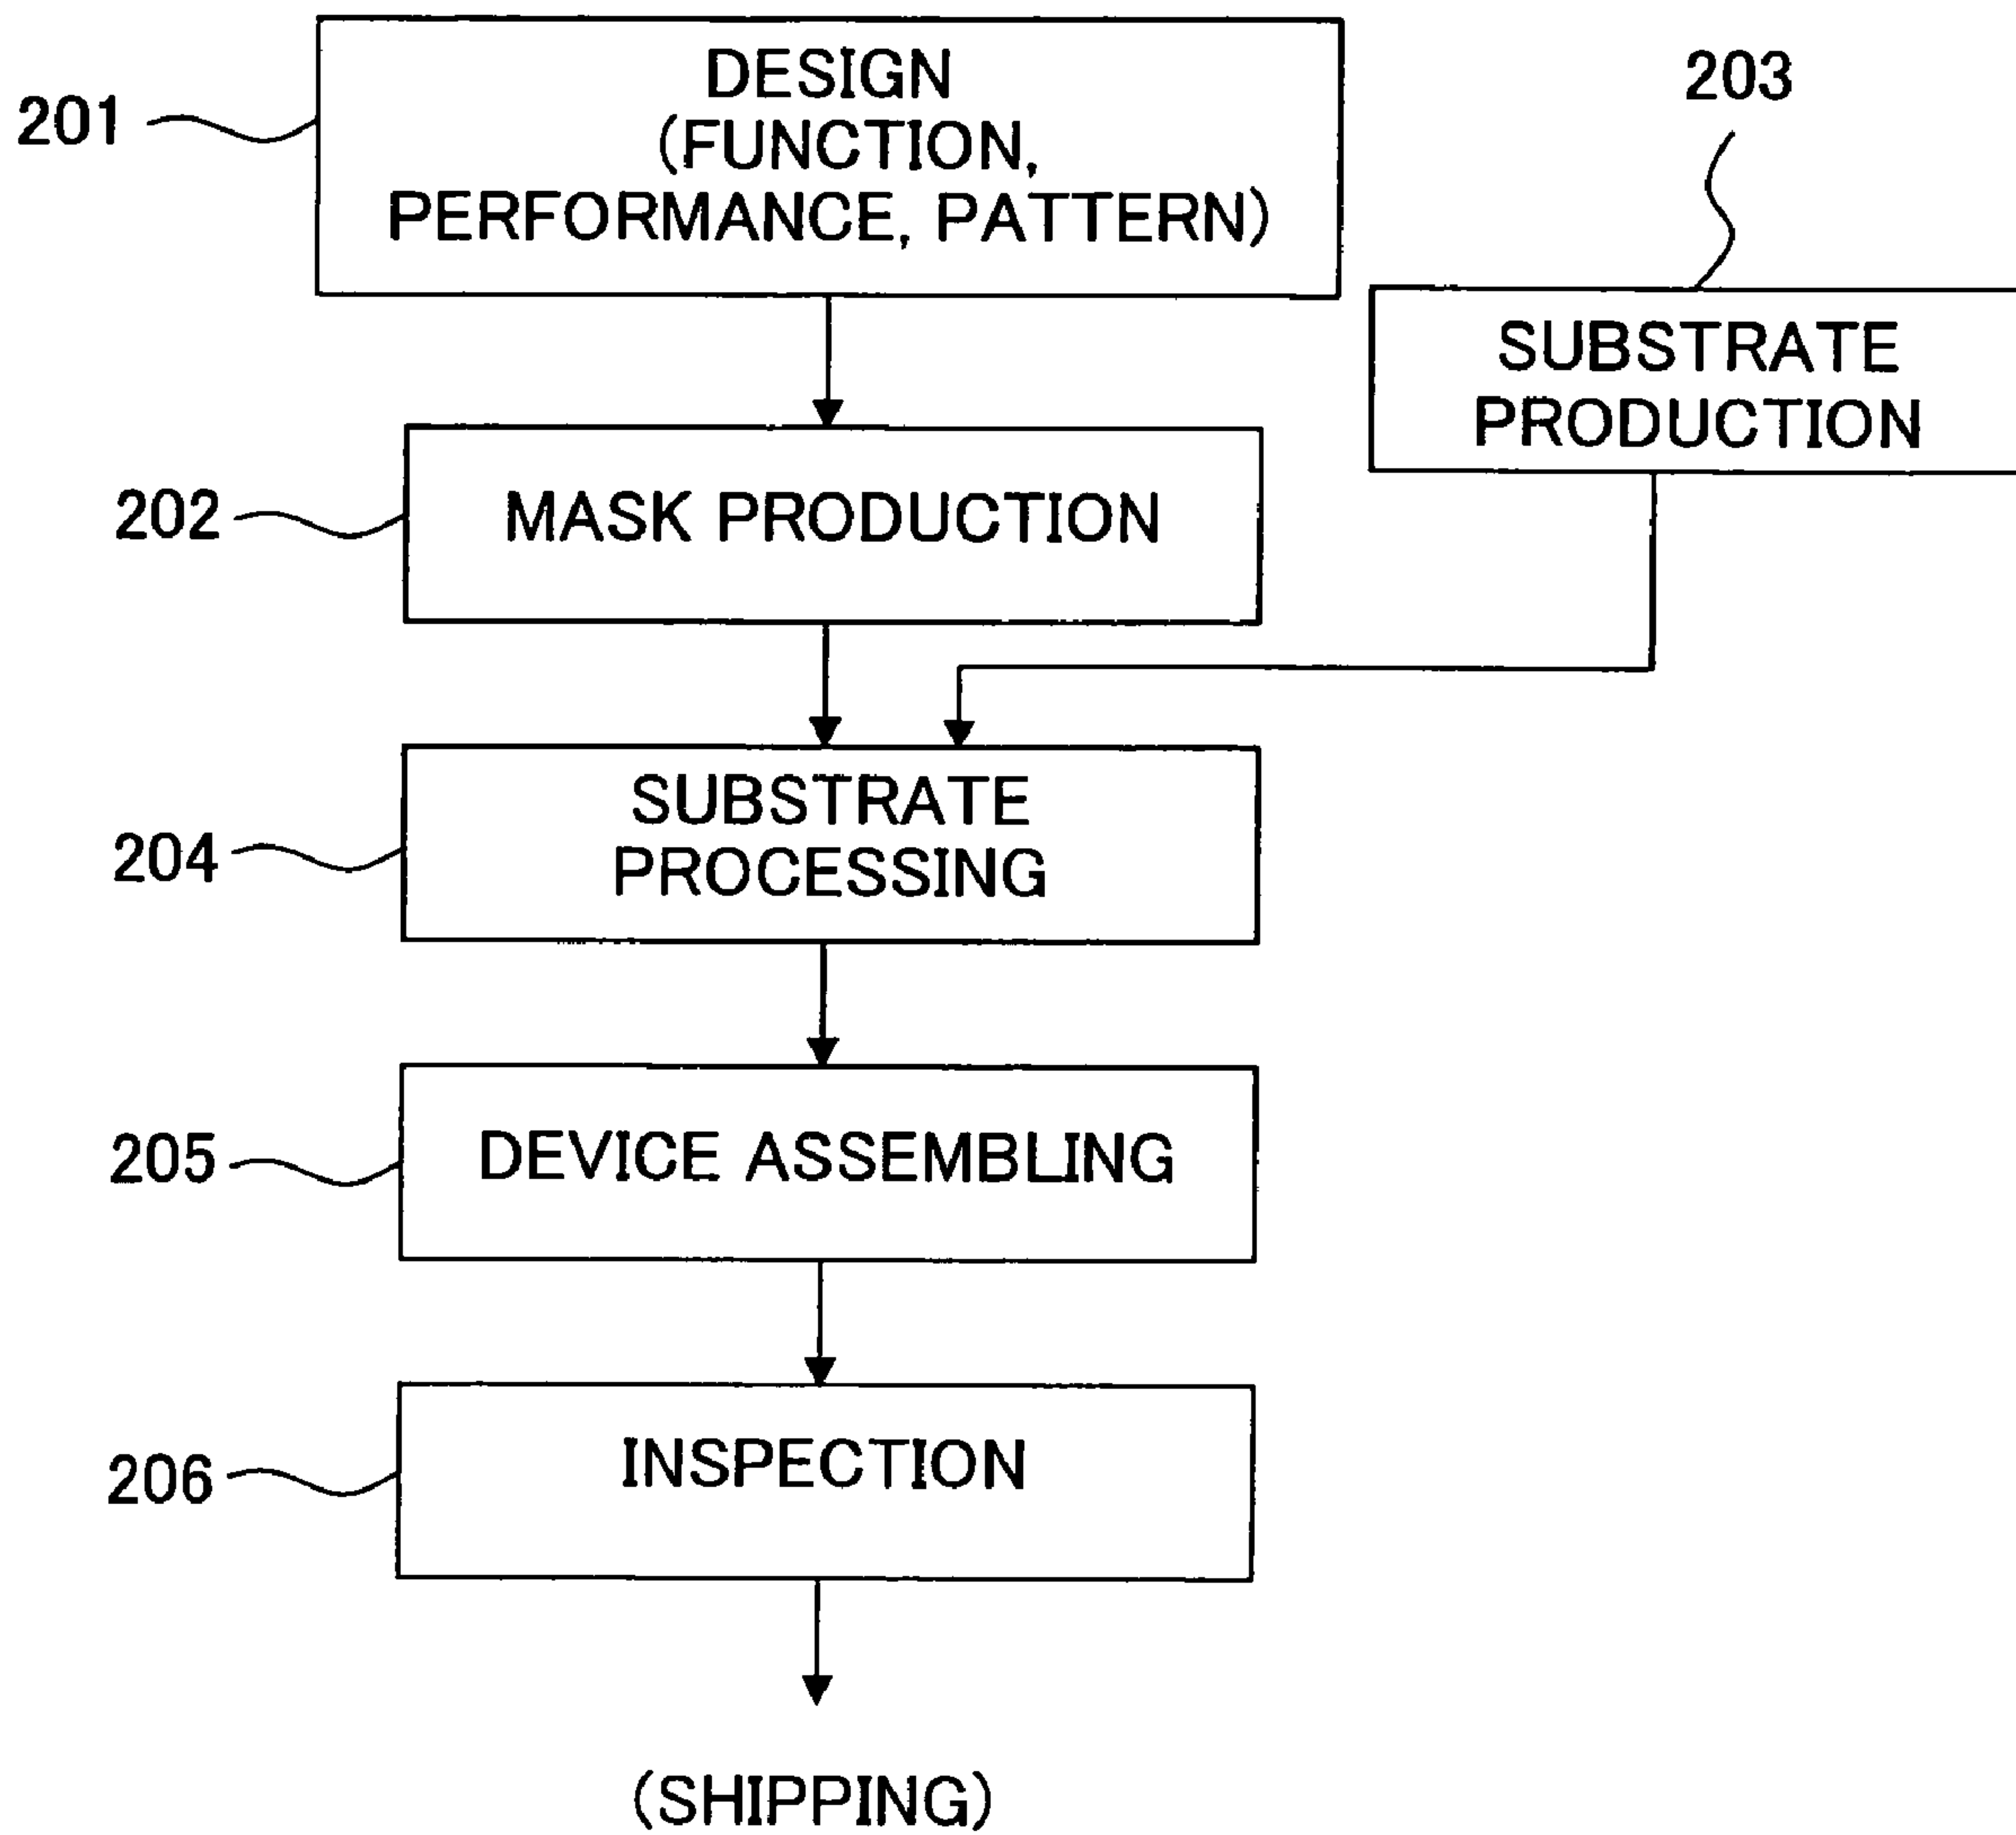 201
DESIGN
(FUNCTION,
PERFORMANCE, PATTERN)
203
SUBSTRATE
PRODUCTION
202
MASK PRODUCTION
204
SUBSTRATE
PROCESSING
205
DEVICE ASSEMBLING
206
INSPECTION
(SHIPPING)